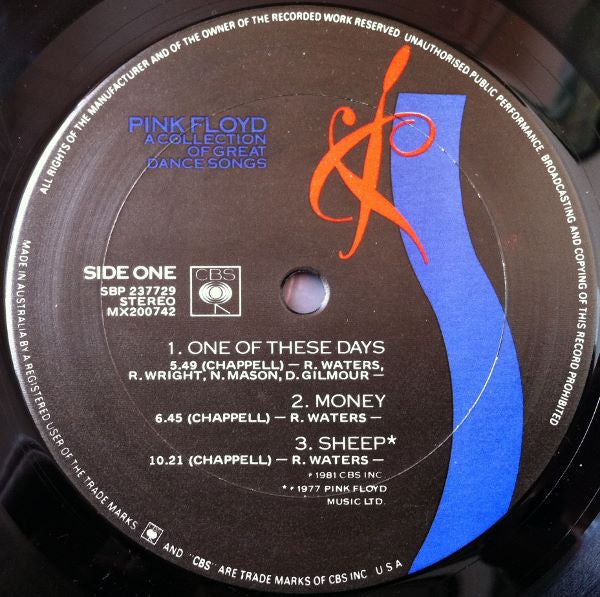 ALL RIGHTS OF THE MANUFACTURER AND OF THE OWNER OF THE RECORDED WORK RESERVED. UNAUTHORISED PUBLIC PERFORMANCE, BROADCASTING AND COPYING OF THIS RECORD PROHIBITED
PINK FLOYD
A COLLECTION
OF GREAT
DANCE SONGS
SIDE ONE
SBP 237729
STEREO
MX200742
CBS
1. ONE OF THESE DAYS
5.49 (CHAPPELL) — R. WATERS,
R. WRIGHT, N. MASON, D. GILMOUR —
2. MONEY
6.45 (CHAPPELL) — R. WATERS —
3. SHEEP*
10.21 (CHAPPELL) — R. WATERS —
℗ 1981 CBS INC
* ℗ 1977 PINK FLOYD
MUSIC LTD.
MADE IN AUSTRALIA BY A REGISTERED USER OF THE TRADE MARKS AND "CBS" ARE TRADE MARKS OF CBS INC USA